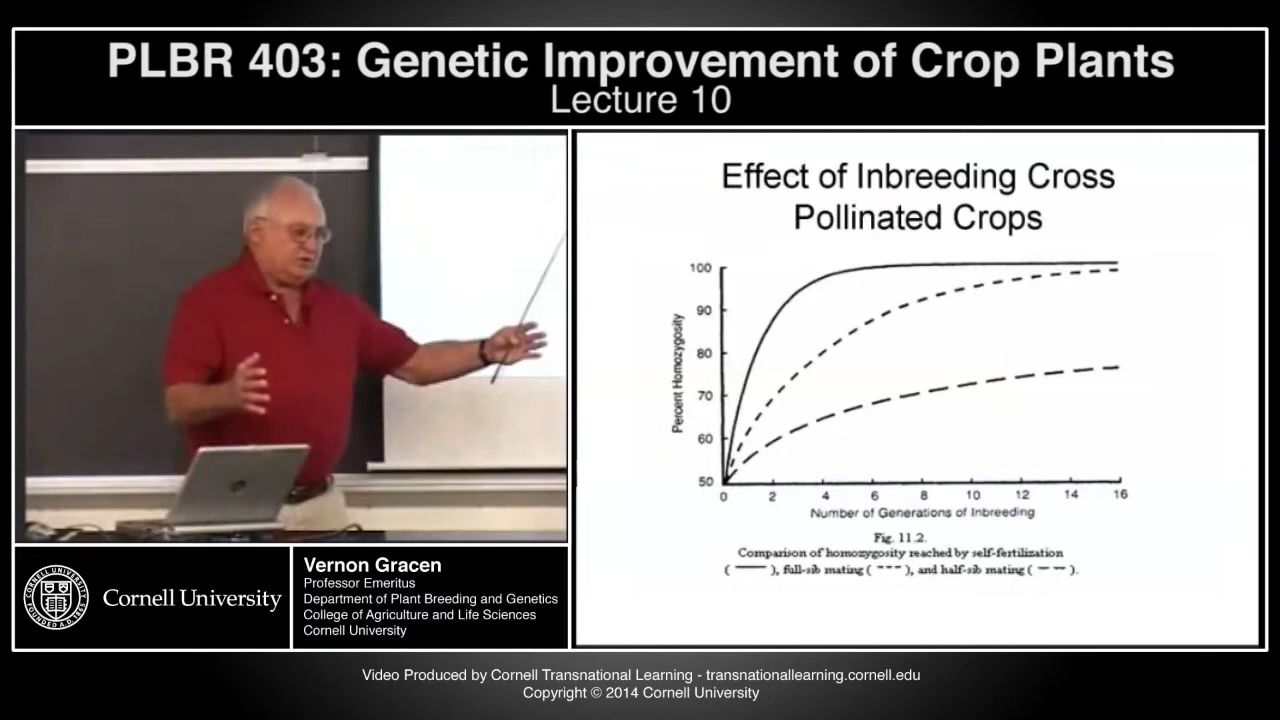 PLBR 403: Genetic Improvement of Crop Plants
Lecture 10
Effect of Inbreeding Cross
Pollinated Crops
100
90
80
70
60
50
Percent Homozygosity
0 2 4 6 8 10 12 14 16
Number of Generations of Inbreeding
Fig. 11.2.
Comparison of homozygosity reached by self-fertilization
( — ), full-sib mating ( --- ), and half-sib mating ( — — ).
Cornell University
Vernon Gracen
Professor Emeritus
Department of Plant Breeding and Genetics
College of Agriculture and Life Sciences
Cornell University
Video Produced by Cornell Transnational Learning - transnationallearning.cornell.edu
Copyright © 2014 Cornell University